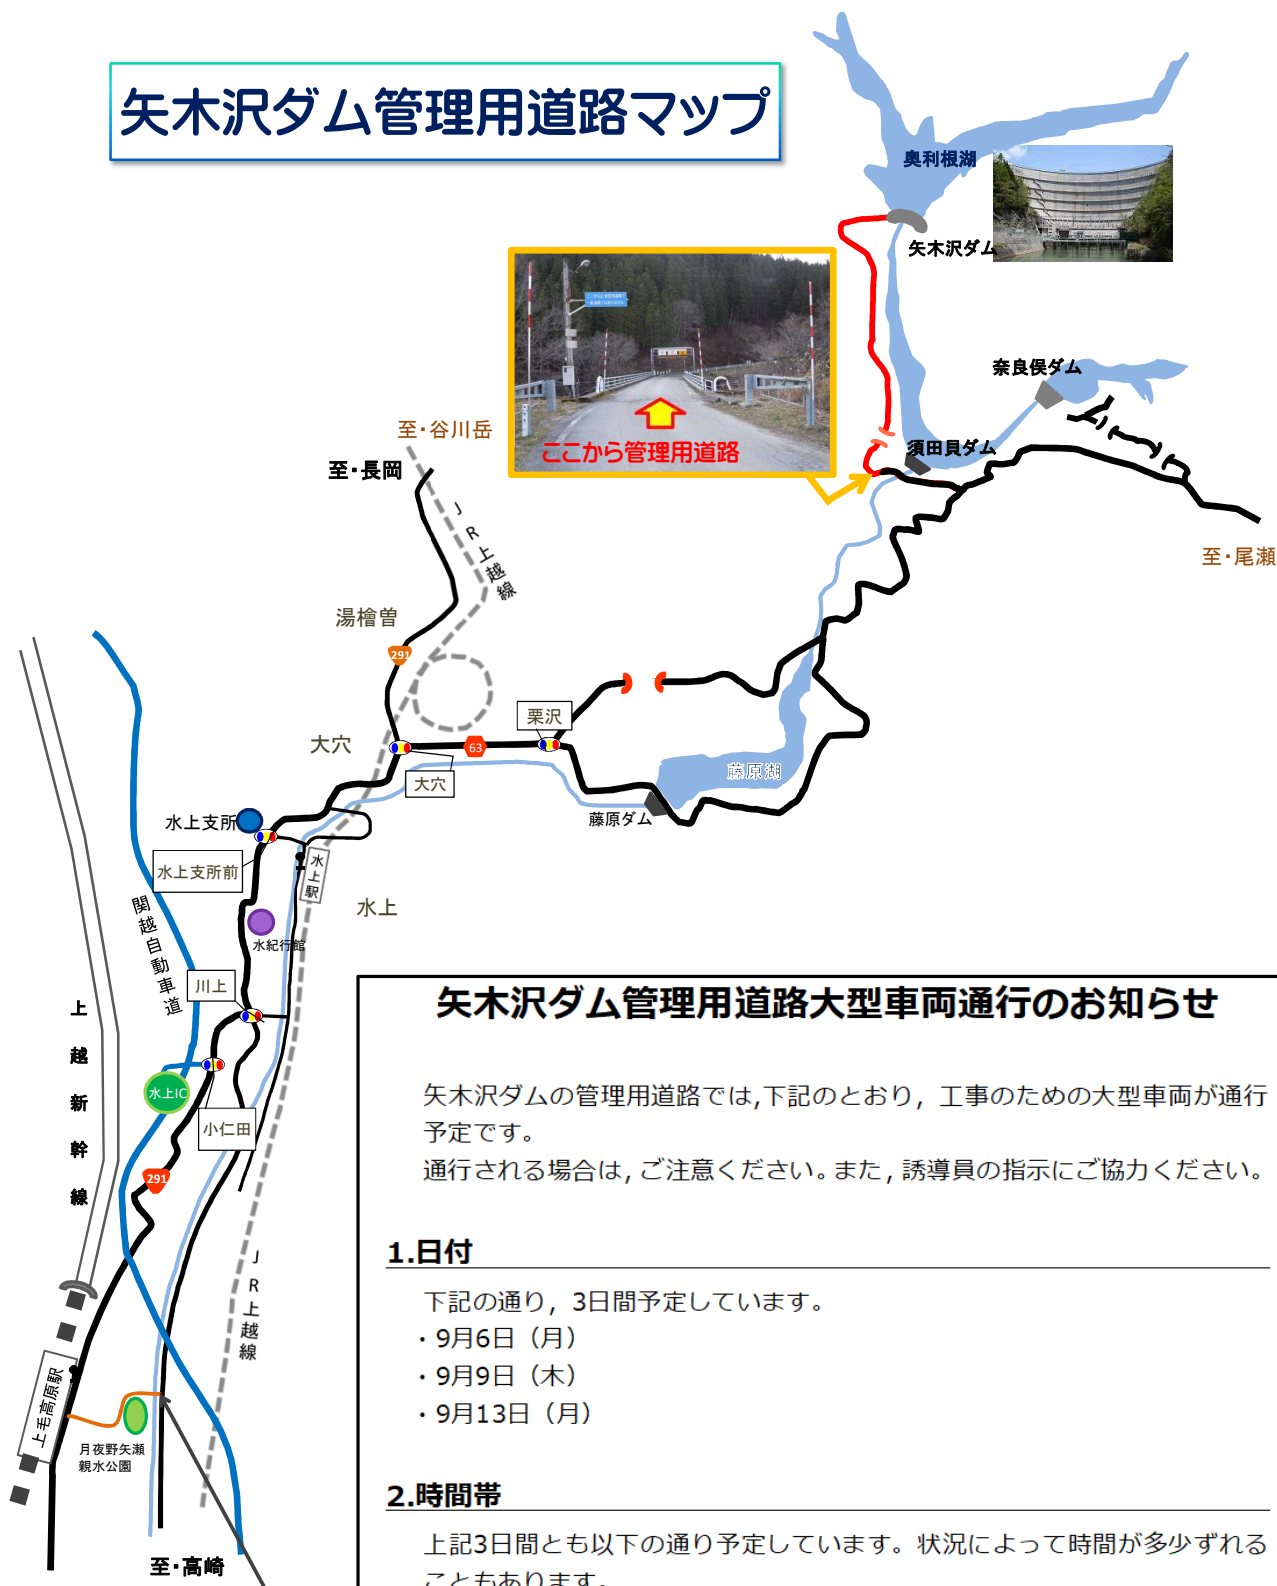 矢木沢ダム管理用道路マップ
奥利根湖
矢木沢ダム
奈良俣ダム
ここから管理用道路
須田貝ダム
至・谷川岳
至・長岡
JR上越線
至・尾瀬
湯檜曽
291
栗沢
大穴
63
大穴
藤原湖
藤原ダム
水上支所
水上支所前
水上駅
水上
関越自動車道
水紀行館
川上
上越新幹線
水上IC
小仁田
291
JR上越線
上毛高原駅
月夜野矢瀬
親水公園
至・高崎
矢木沢ダム管理用道路大型車両通行のお知らせ
矢木沢ダムの管理用道路では,下記のとおり，工事のための大型車両が通行
予定です。
通行される場合は，ご注意ください。また，誘導員の指示にご協力ください。
1.日付
下記の通り，3日間予定しています。
・9月6日（月）
・9月9日（木）
・9月13日（月）
2.時間帯
上記3日間とも以下の通り予定しています。状況によって時間が多少ずれる
こともあります。